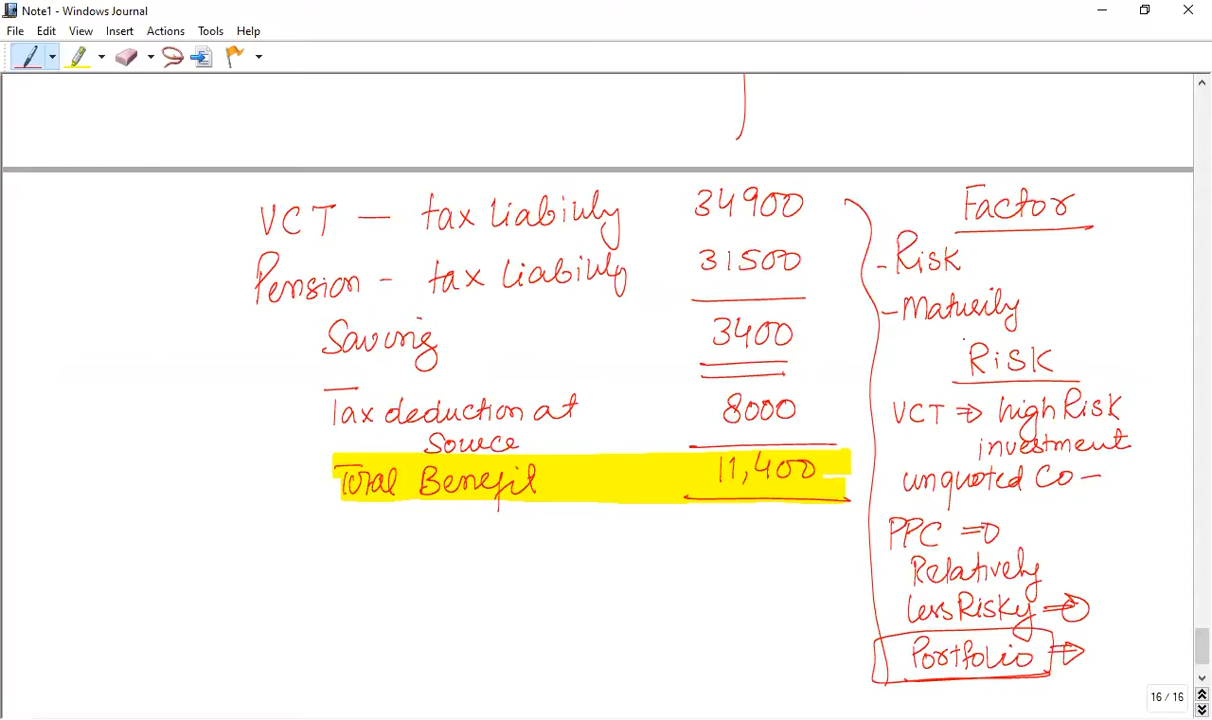 Note1 - Windows Journal
File Edit View Insert Actions Tools Help
VCT — tax liability 34900
Pension - tax liability 31500
Saving 3400
Tax deduction at Source 8000
Total Benefit 11,400
Factor
- Risk
- Maturity
Risk
VCT ⇒ high Risk
investment
unquoted Co -
PPC ⇒
Relatively
less Risky ⇒
Portfolio ⇒
16 / 16